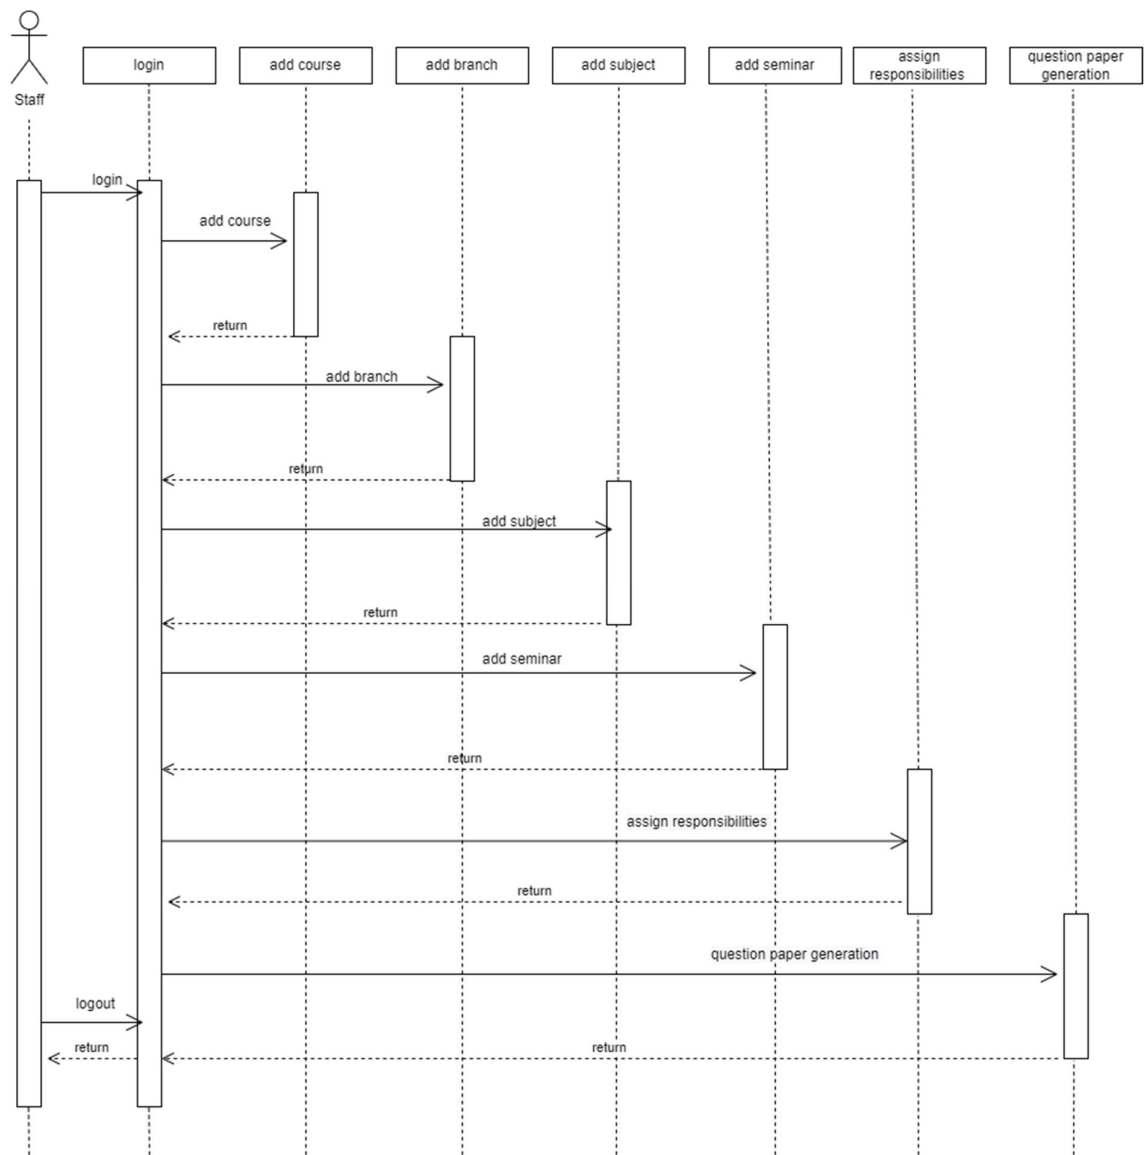 Staff
login
add course
add branch
add subject
add seminar
assign
responsibilities
question paper
generation
login
add course
return
add branch
return
add subject
return
add seminar
return
assign responsibilities
return
question paper generation
logout
return
return